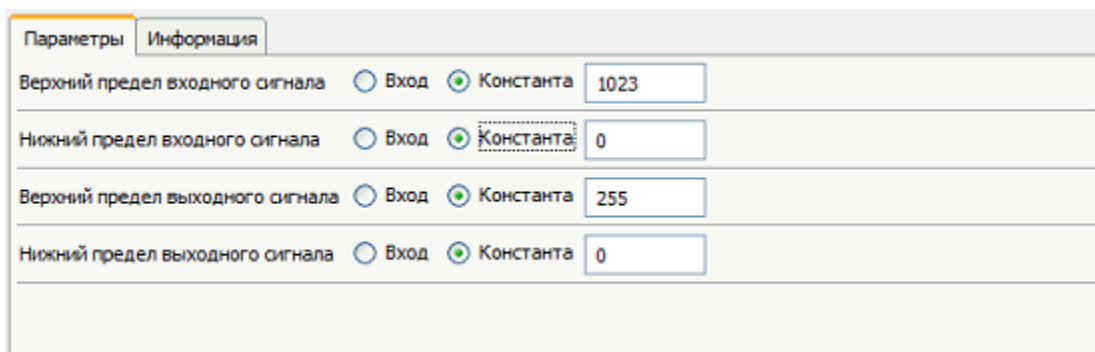 Параметры Информация
Верхний предел входного сигнала Вход Константа 1023
Нижний предел входного сигнала Вход Константа 0
Верхний предел выходного сигнала Вход Константа 255
Нижний предел выходного сигнала Вход Константа 0